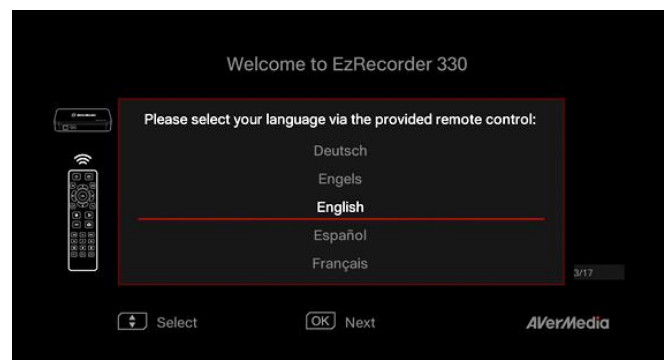 Welcome to EzRecorder 330
Please select your language via the provided remote control:
Deutsch
Engels
English
Español
Français
3/17
Select
OK Next
AVerMedia